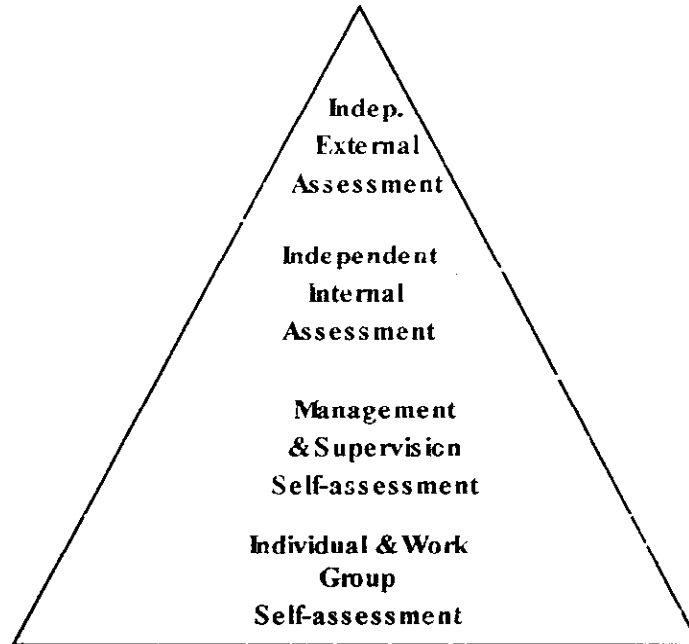 Indep.
External
Assessment
Independent
Internal
Assessment
Management
& Supervision
Self-assessment
Individual & Work
Group
Self-assessment